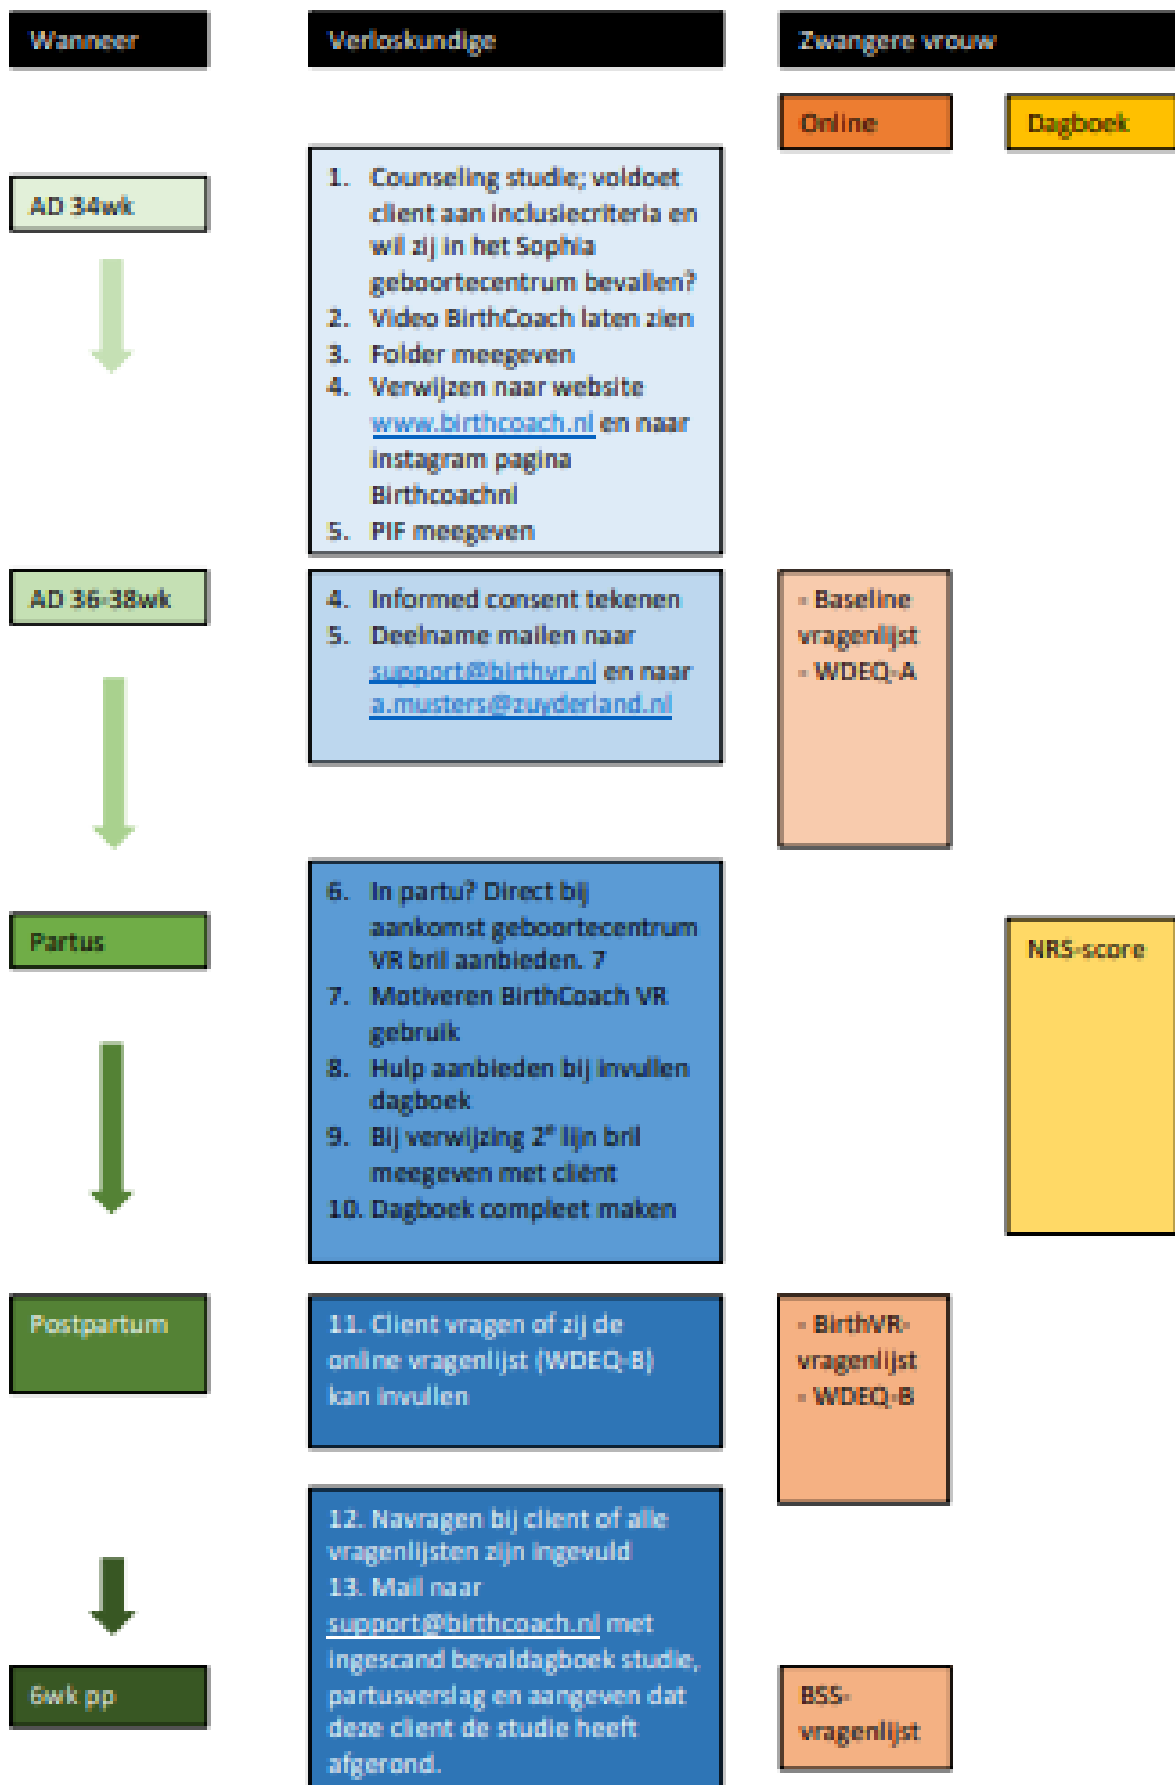 Wanneer
Verloskundige
Zwangere vrouw
Online
Dagboek
AD 34wk
1. Counseling studie; voldoet
client aan inclusiecriteria en
wil zij in het Sophia
geboortecentrum bevallen?
2. Video BirthCoach laten zien
3. Folder meegeven
4. Verwijzen naar website
www.birthcoach.nl en naar
instagram pagina
Birthcoachnl
5. PIF meegeven
AD 36-38wk
4. Informed consent tekenen
5. Deelname mailen naar
support@birthvr.nl en naar
a.musters@zuyderland.nl
- Baseline
vragenlijst
- WDEQ-A
Partus
6. In partu? Direct bij
aankomst geboortecentrum
VR bril aanbieden. 7
7. Motiveren BirthCoach VR
gebruik
8. Hulp aanbieden bij invullen
dagboek
9. Bij verwijzing 2e lijn bril
meegeven met cliënt
10. Dagboek compleet maken
NRS-score
Postpartum
11. Client vragen of zij de
online vragenlijst (WDEQ-B)
kan invullen
- BirthVR-
vragenlijst
- WDEQ-B
12. Navragen bij client of alle
vragenlijsten zijn ingevuld
13. Mail naar
support@birthcoach.nl met
ingescand bevaldagboek studie,
partusverslag en aangeven dat
deze client de studie heeft
afgerond.
6wk pp
BSS-
vragenlijst